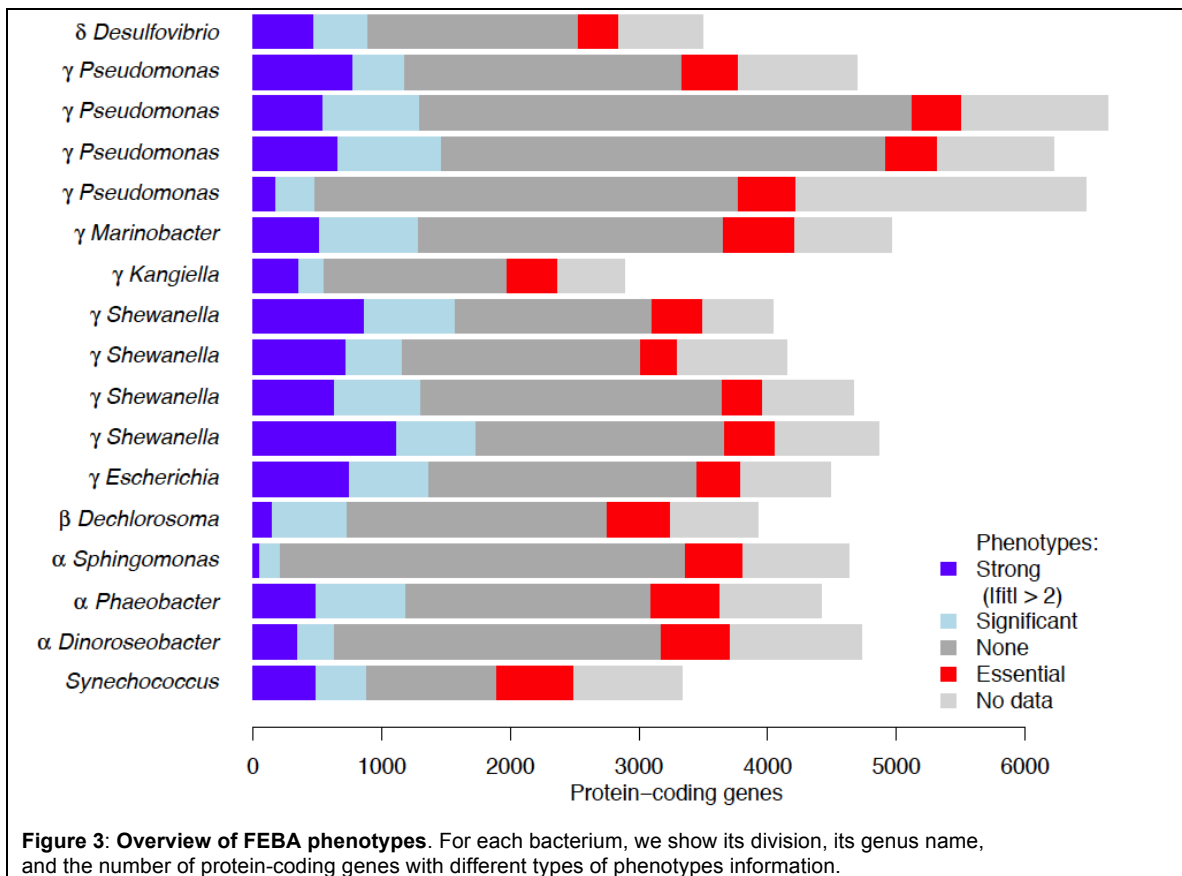 δ Desulfovibrio
γ Pseudomonas
γ Pseudomonas
γ Pseudomonas
γ Pseudomonas
γ Marinobacter
γ Kangiella
γ Shewanella
γ Shewanella
γ Shewanella
γ Shewanella
γ Escherichia
β Dechlorosoma
α Sphingomonas
α Phaeobacter
α Dinoroseobacter
Synechococcus
Phenotypes:
Strong
(|fit| > 2)
Significant
None
Essential
No data
0 1000 2000 3000 4000 5000 6000
Protein−coding genes
Figure 3: Overview of FEBA phenotypes. For each bacterium, we show its division, its genus name,
and the number of protein-coding genes with different types of phenotypes information.